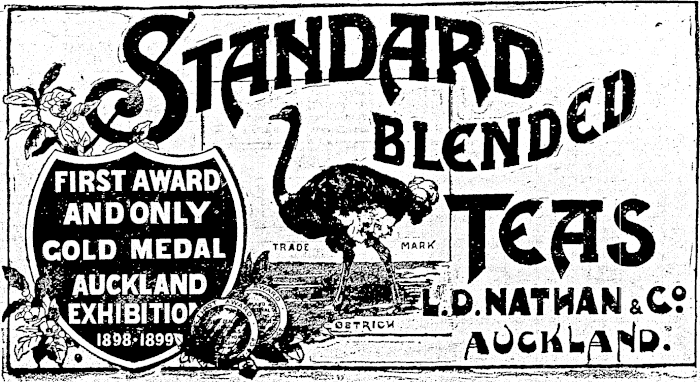 STANDARD
BLENDED
TEAS
FIRST AWARD
AND ONLY
GOLD MEDAL
AUCKLAND
EXHIBITION
1898-1899
TRADE MARK
OSTRICH
L.D. NATHAN & Co
AUCKLAND.